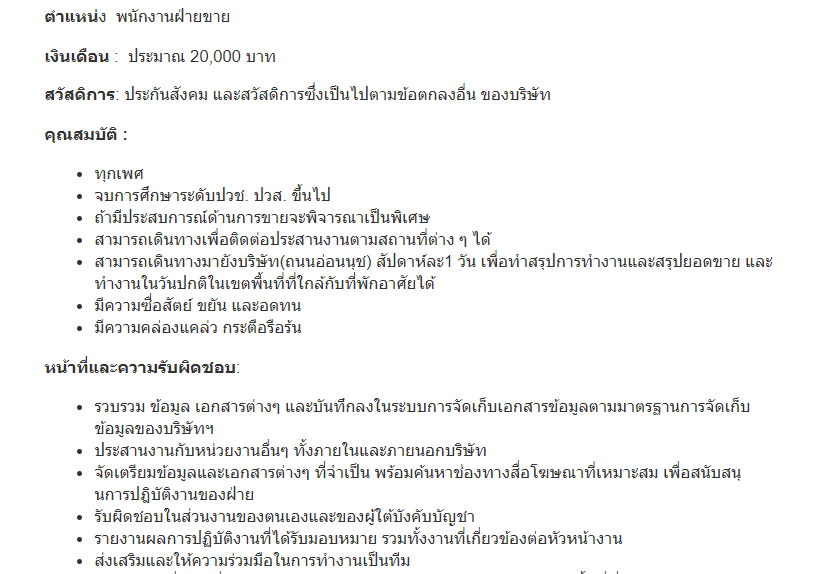 ตำแหน่ง พนักงานฝ่ายขาย
เงินเดือน : ประมาณ 20,000 บาท
สวัสดิการ: ประกันสังคม และสวัสดิการซึ่งเป็นไปตามข้อตกลงอื่น ของบริษัท
คุณสมบัติ :
• ทุกเพศ
• จบการศึกษาระดับปวช. ปวส. ขึ้นไป
• ถ้ามีประสบการณ์ด้านการขายจะพิจารณาเป็นพิเศษ
• สามารถเดินทางเพื่อติดต่อประสานงานตามสถานที่ต่าง ๆ ได้
• สามารถเดินทางมายังบริษัท(ถนนอ่อนนุช) สัปดาห์ละ1 วัน เพื่อทำสรุปการทำงานและสรุปยอดขาย และ
ทำงานในวันปกติในเขตพื้นที่ที่ใกล้กับที่พักอาศัยได้
• มีความซื่อสัตย์ ขยัน และอดทน
• มีความคล่องแคล่ว กระตือรือร้น
หน้าที่และความรับผิดชอบ:
• รวบรวม ข้อมูล เอกสารต่างๆ และบันทึกลงในระบบการจัดเก็บเอกสารข้อมูลตามมาตรฐานการจัดเก็บ
ข้อมูลของบริษัทฯ
• ประสานงานกับหน่วยงานอื่นๆ ทั้งภายในและภายนอกบริษัท
• จัดเตรียมข้อมูลและเอกสารต่างๆ ที่จำเป็น พร้อมค้นหาช่องทางสื่อโฆษณาที่เหมาะสม เพื่อสนับสนุ
นการปฎิบัติงานของฝ่าย
• รับผิดชอบในส่วนงานของตนเองและของผู้ใต้บังคับบัญชา
• รายงานผลการปฏิบัติงานที่ได้รับมอบหมาย รวมทั้งงานที่เกี่ยวข้องต่อหัวหน้างาน
• ส่งเสริมและให้ความร่วมมือในการทำงานเป็นทีม